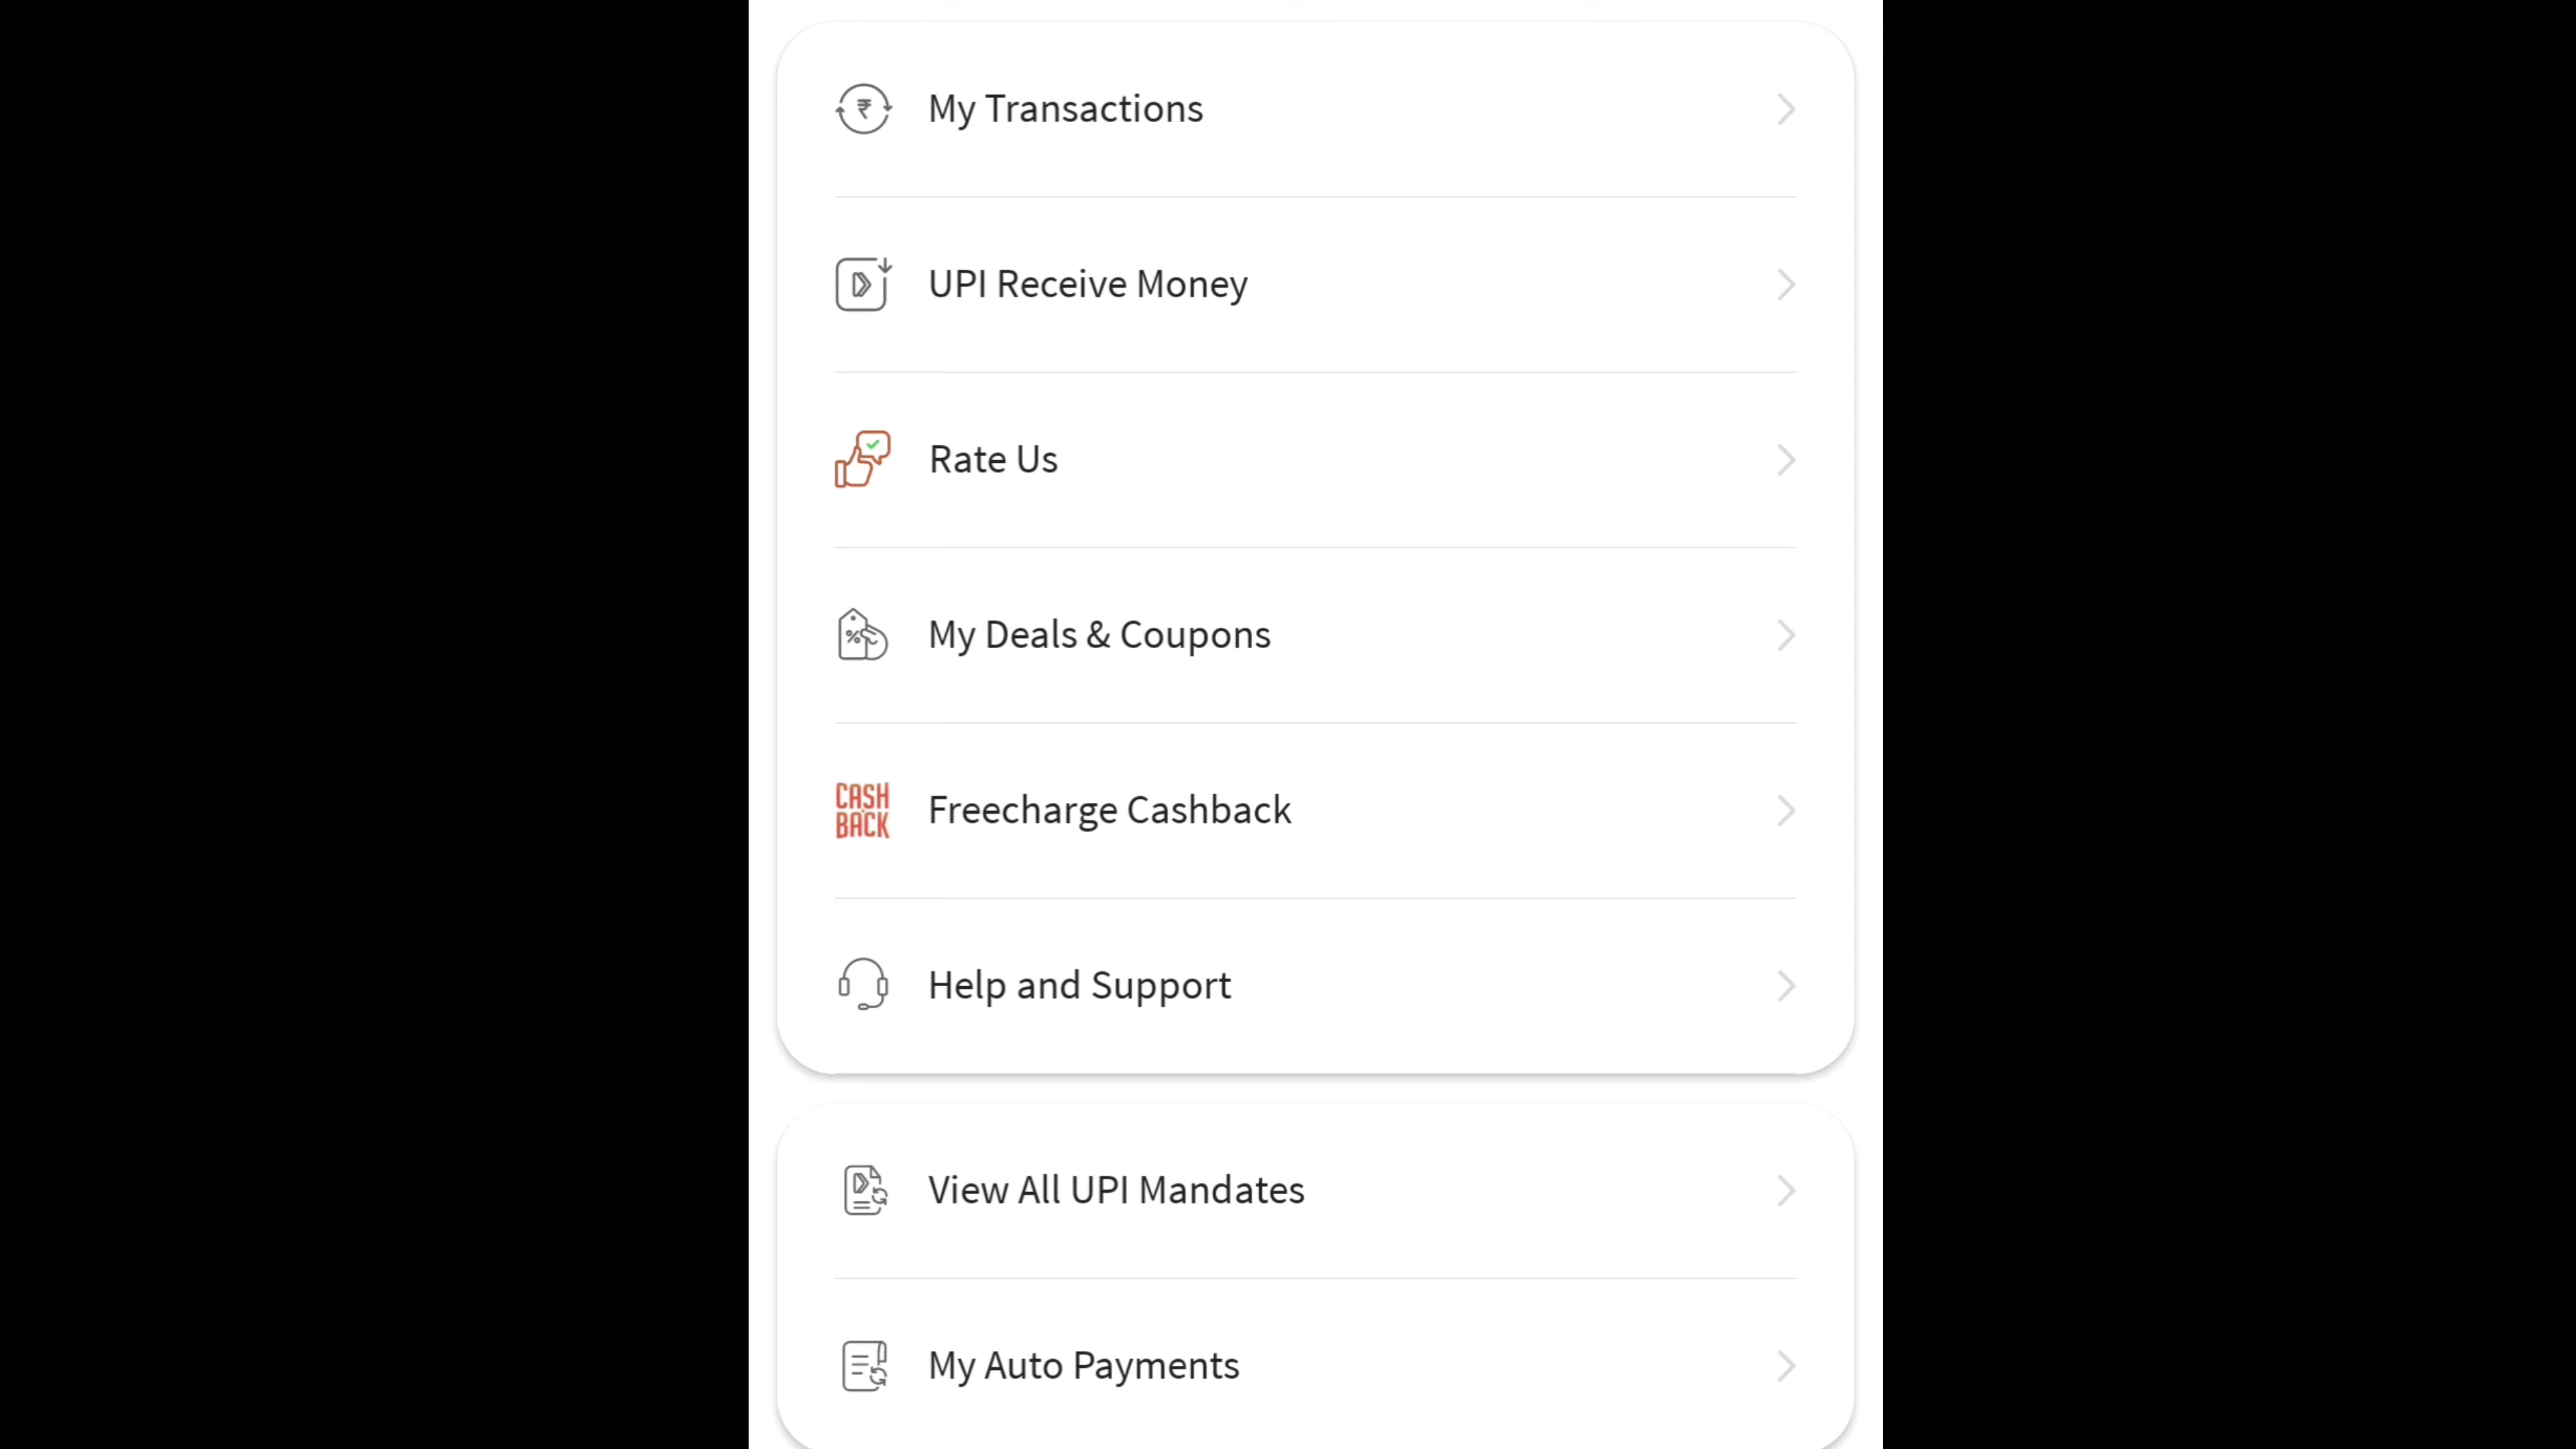 My Transactions
UPI Receive Money
Rate Us
My Deals & Coupons
CASH
BACK
Freecharge Cashback
Help and Support
View All UPI Mandates
My Auto Payments